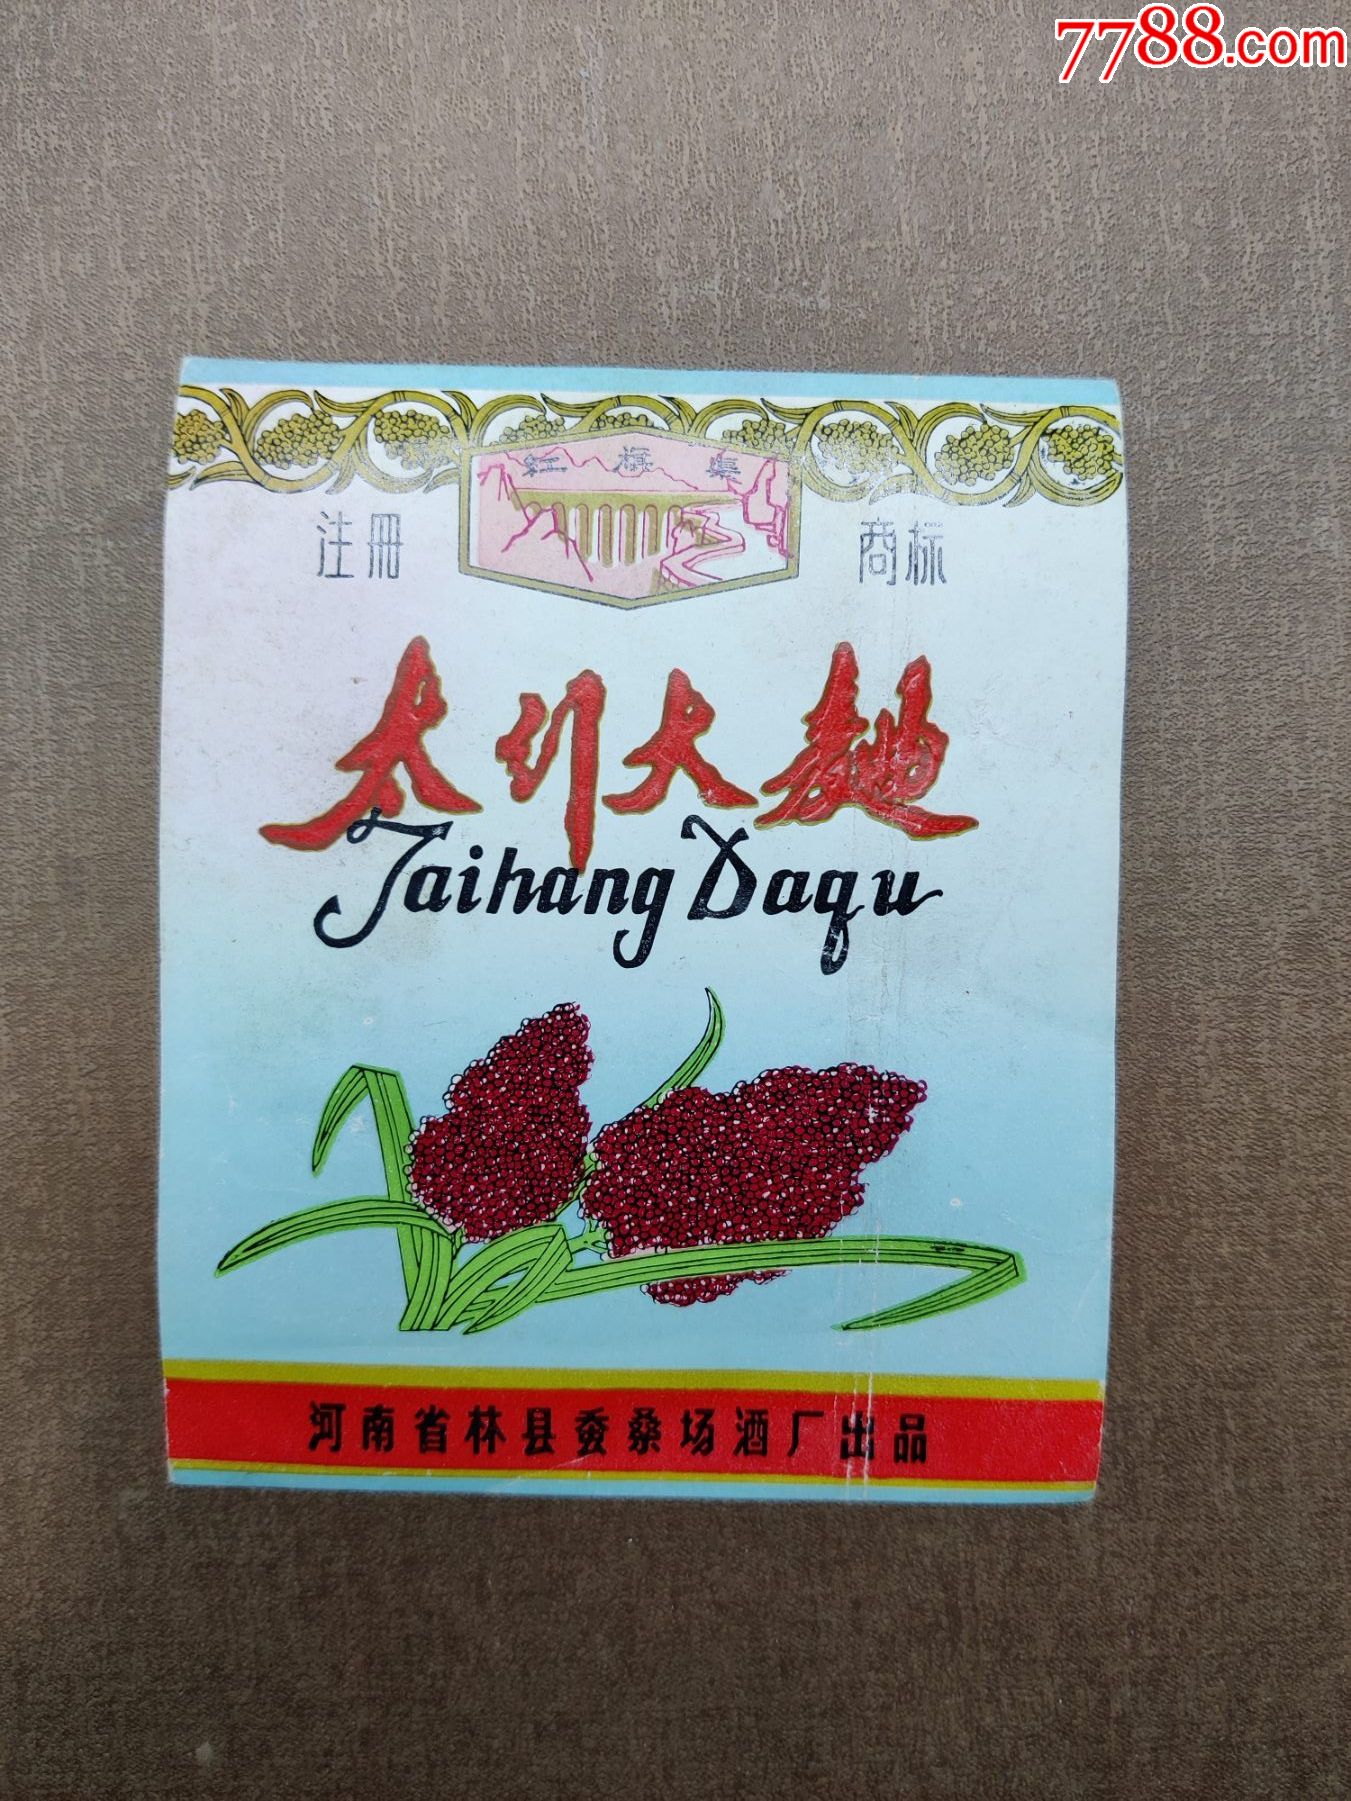 7788.com
红旗渠
注册 商标
太行大麯
Taihang Daqu
河南省林县蚕桑场酒厂出品